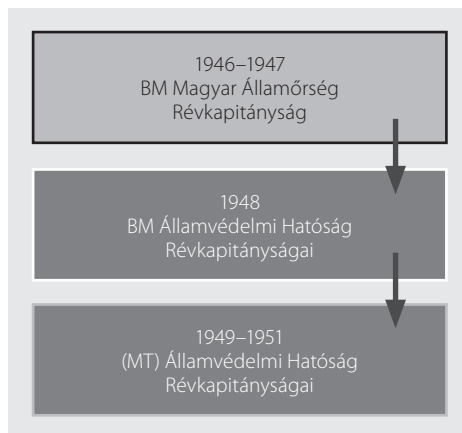 1946–1947
BM Magyar Államőrség
Révkapitányság
1948
BM Államvédelmi Hatóság
Révkapitányságai
1949–1951
(MT) Államvédelmi Hatóság
Révkapitányságai